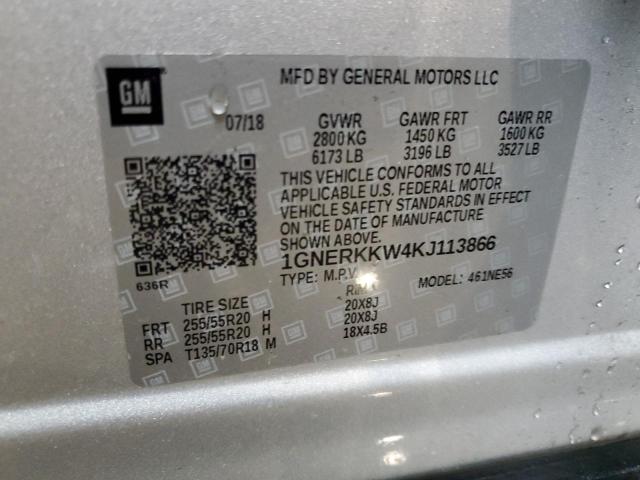 GM
MFD BY GENERAL MOTORS LLC
07/18 GVWR GAWR FRT GAWR RR
2800 KG 1450 KG 1600 KG
6173 LB 3196 LB 3527 LB
THIS VEHICLE CONFORMS TO ALL
APPLICABLE U.S. FEDERAL MOTOR
VEHICLE SAFETY STANDARDS IN EFFECT
ON THE DATE OF MANUFACTURE
SHOWN ABOVE.
636R
1GNERKKW4KJ113866
TYPE: M.P.V. MODEL: 461NE56
TIRE SIZE RIM
FRT 255/55R20 H 20X8J
RR 255/55R20 H 20X8J
SPA T135/70R18 M 18X4.5B